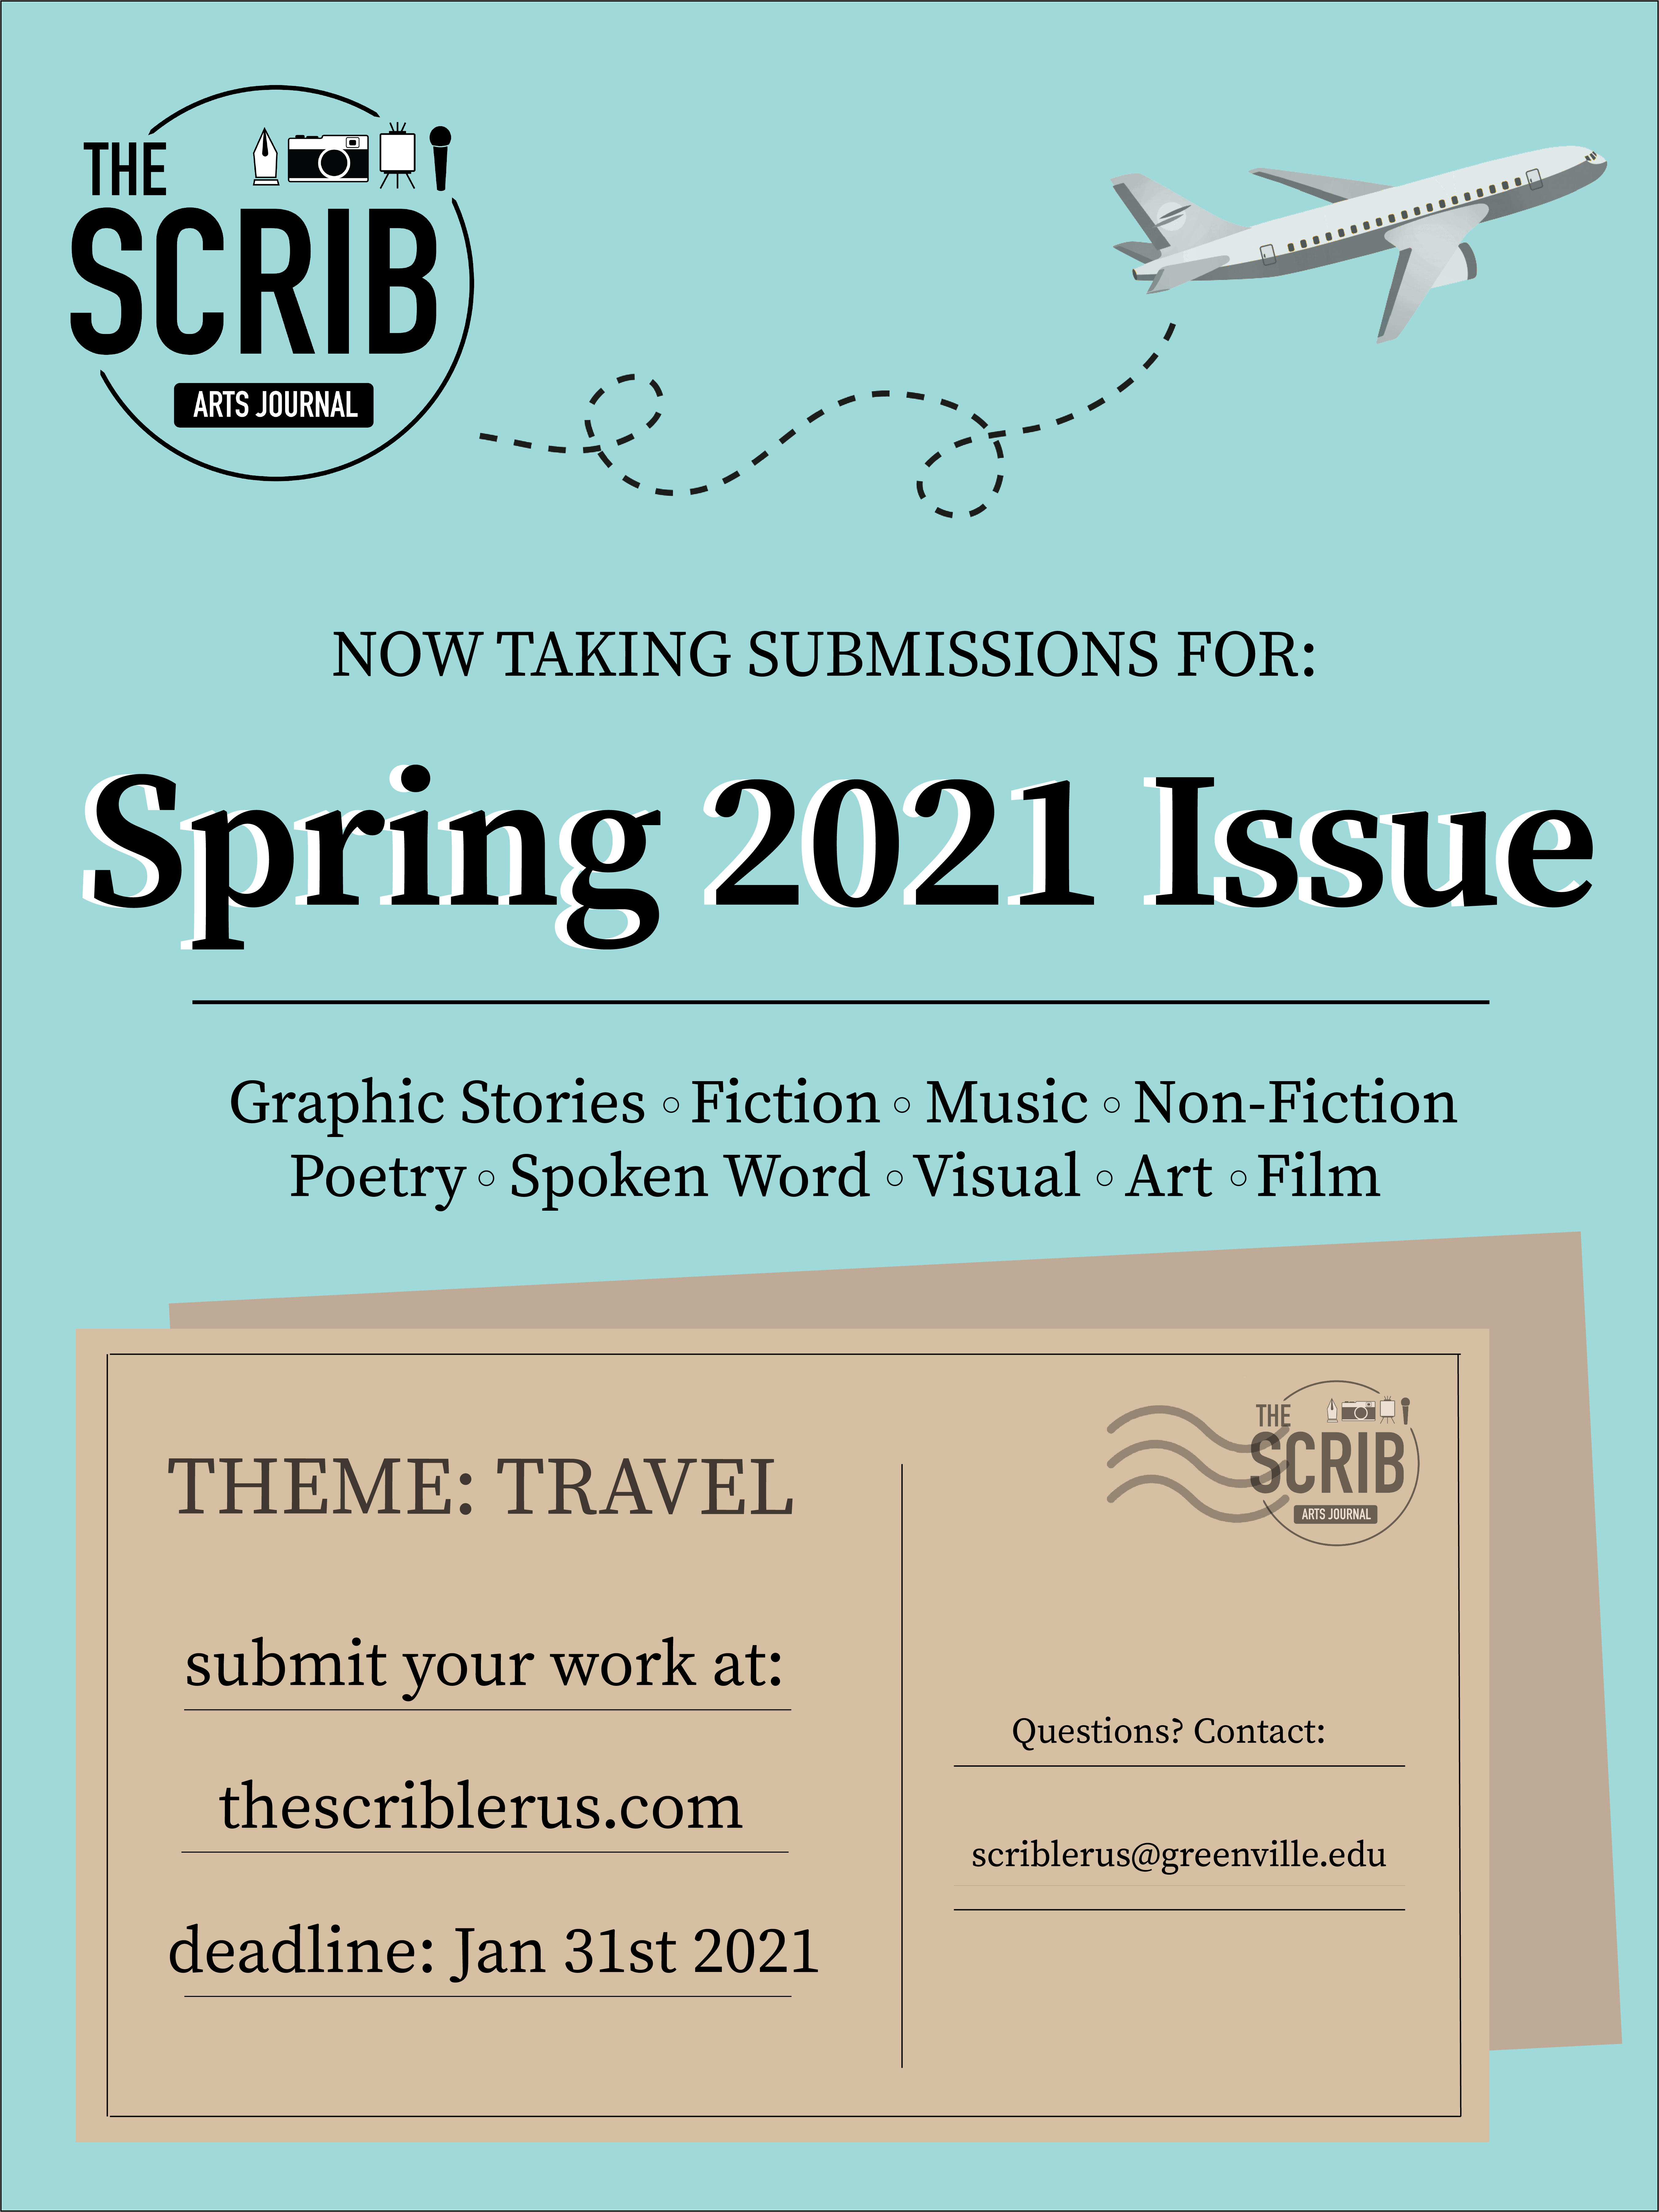 THE
SCRIB
ARTS JOURNAL
NOW TAKING SUBMISSIONS FOR:
Spring 2021 Issue
Graphic Stories ◦ Fiction ◦ Music ◦ Non-Fiction
Poetry ◦ Spoken Word ◦ Visual ◦ Art ◦ Film
THEME: TRAVEL
submit your work at:
thescriblerus.com
deadline: Jan 31st 2021
THE
SCRIB
ARTS JOURNAL
Questions? Contact:
scriblerus@greenville.edu